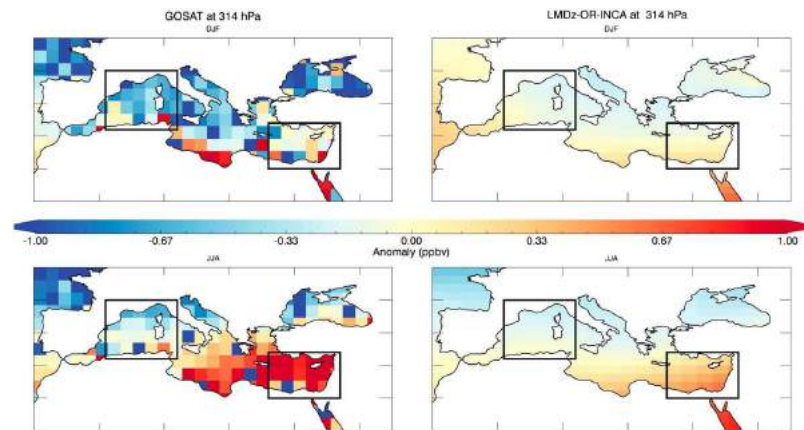 GOSAT at 314 hPa
DJF
LMDz-OR-INCA at 314 hPa
DJF
-1.00 -0.67 -0.33 0.00 0.33 0.67 1.00
Anomaly (ppbv)
JJA
JJA